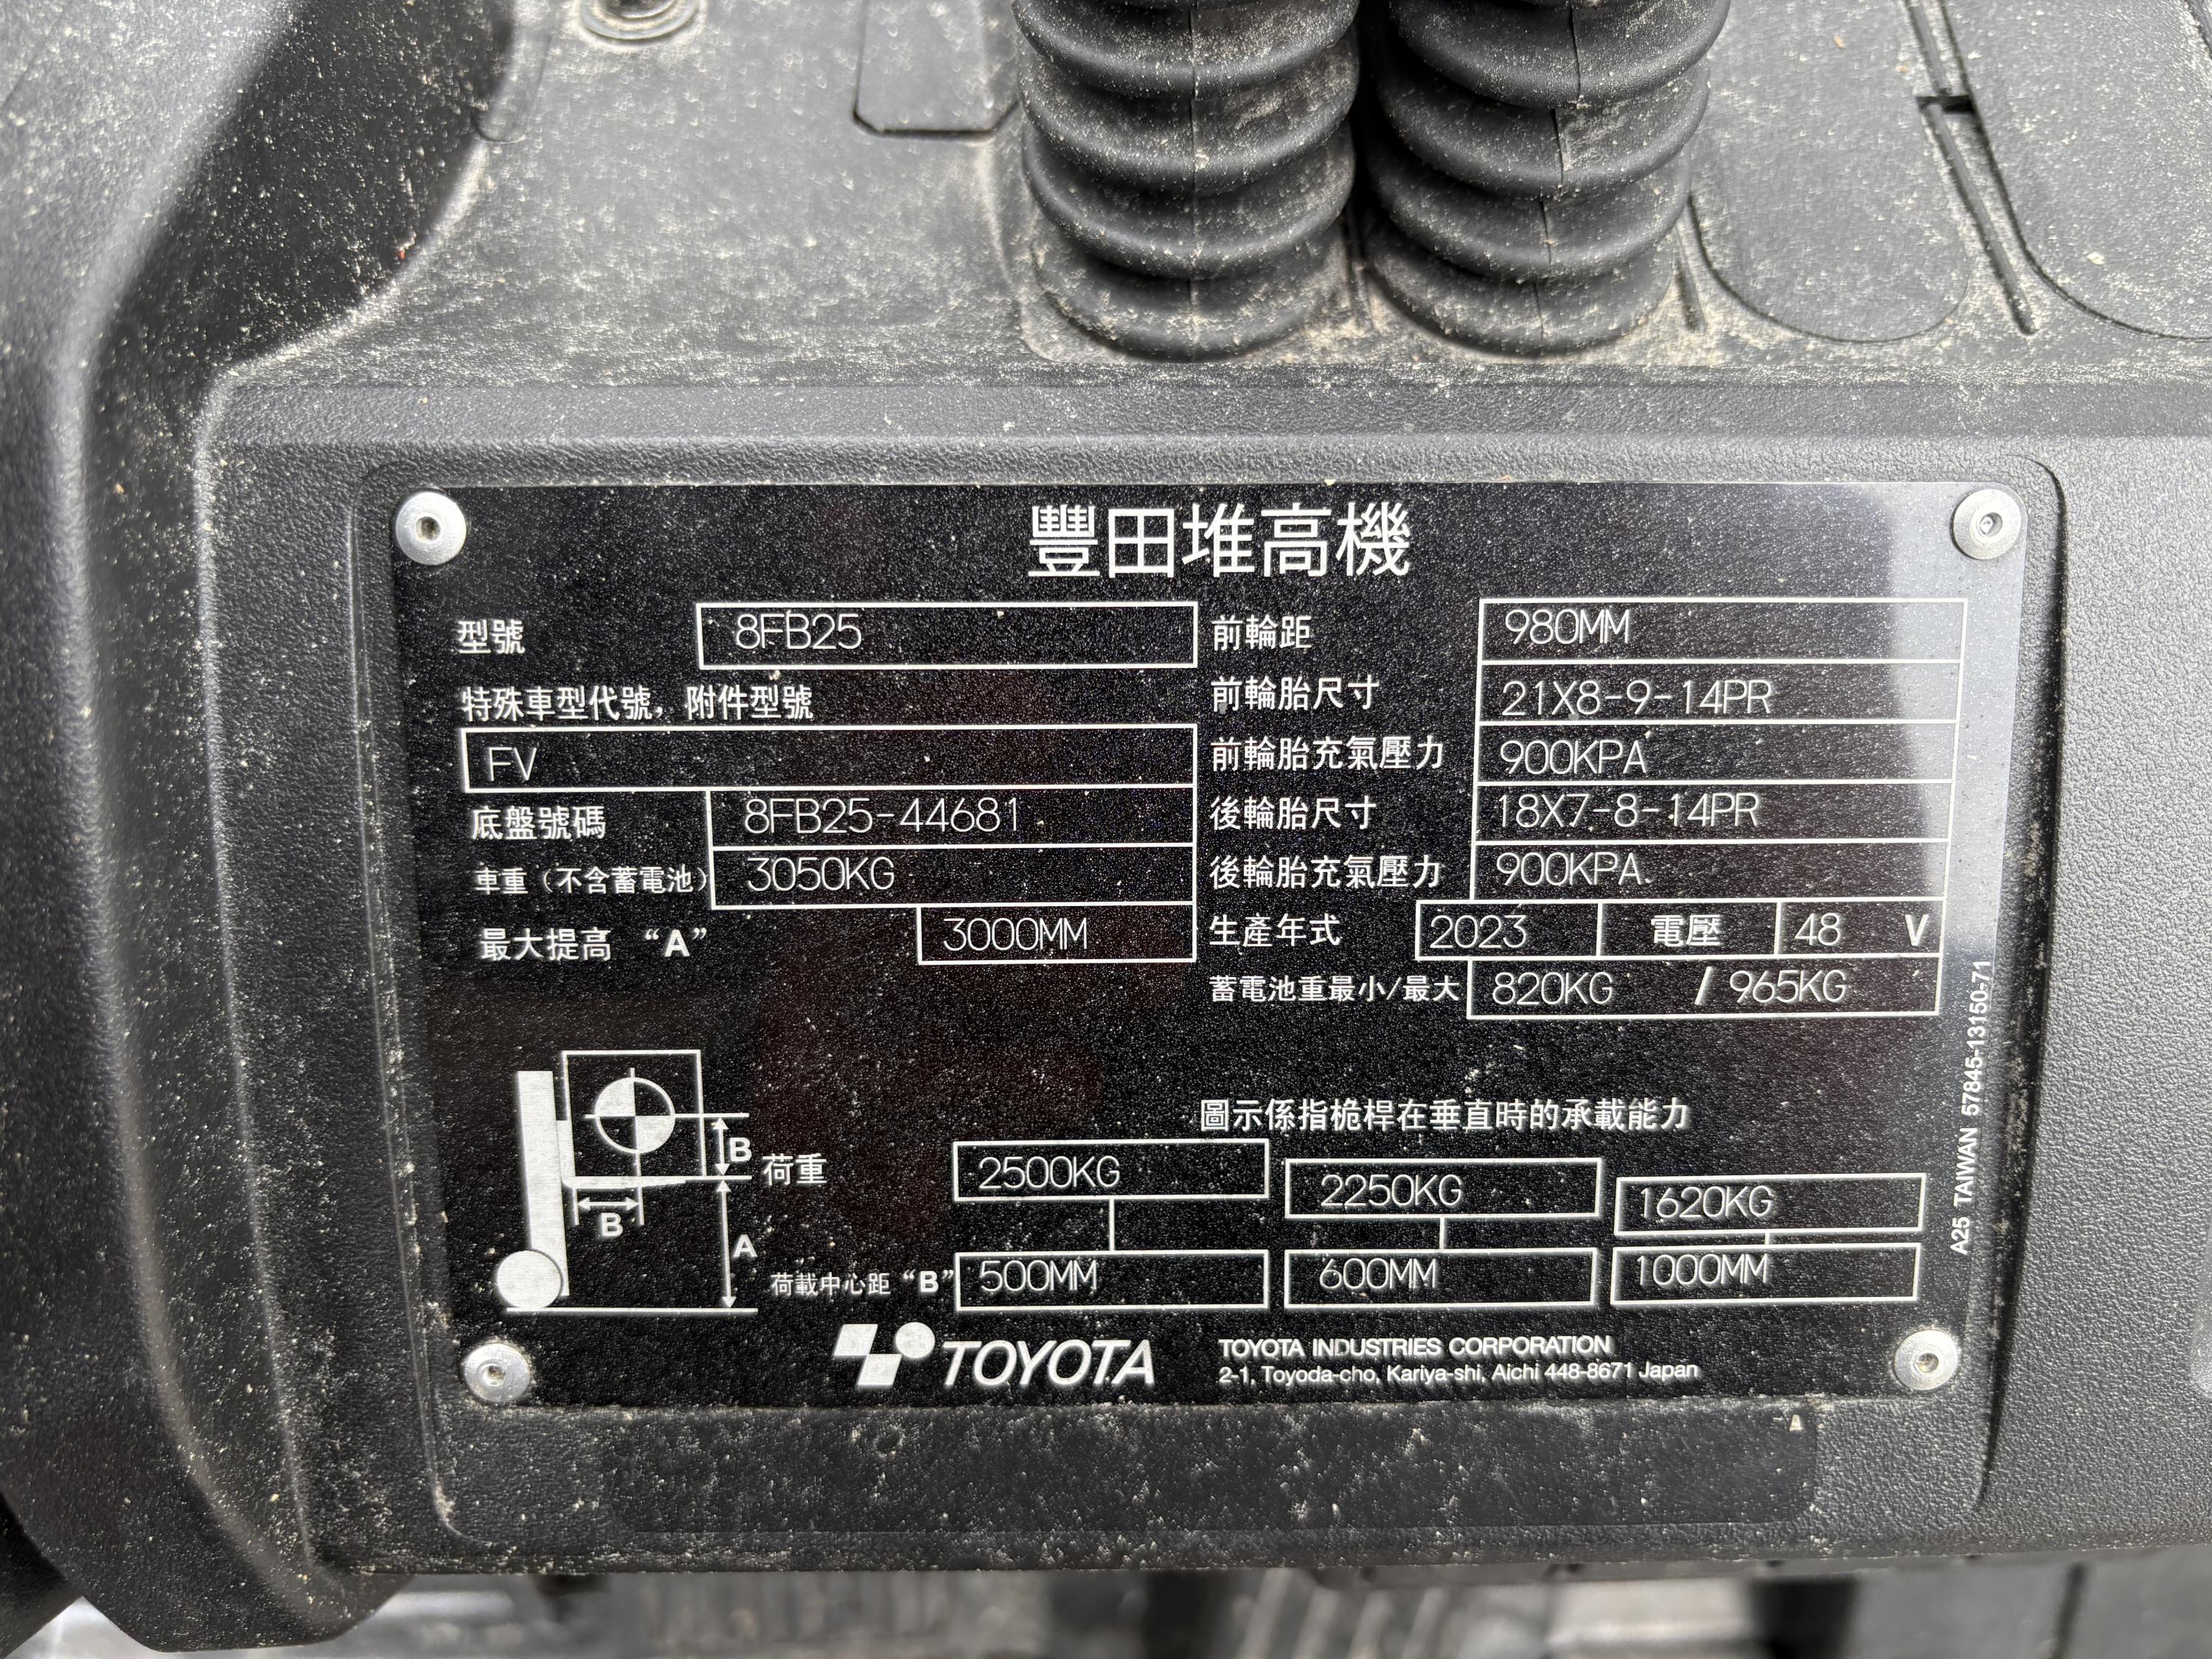 豐田堆高機
型號 8FB25
特殊車型代號，附件型號
FV
底盤號碼 8FB25-44681
車重（不含蓄電池） 3050KG
最大提高 “A” 3000MM
前輪距 980MM
前輪胎尺寸 21X8-9-14PR
前輪胎充氣壓力 900KPA
後輪胎尺寸 18X7-8-14PR
後輪胎充氣壓力 900KPA
生產年式 2023 電壓 48 V
蓄電池重最小/最大 820KG / 965KG
圖示係指桅桿在垂直時的承載能力
B
B
A
荷重 2500KG 2250KG 1620KG
荷載中心距 “B” 500MM 600MM 1000MM
TOYOTA
TOYOTA INDUSTRIES CORPORATION
2-1, Toyoda-cho, Kariya-shi, Aichi 448-8671 Japan
A25 TAIWAN 57845-13150-71
A